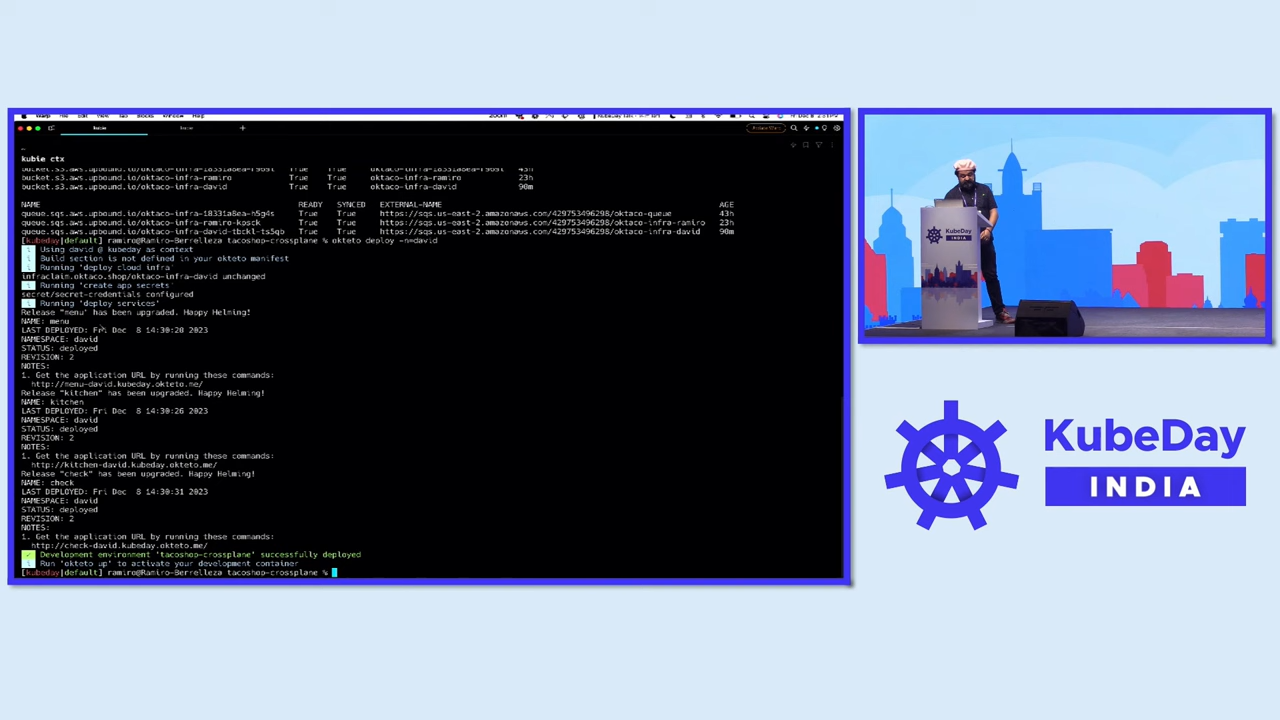 kubie ctx
bucket.s3.aws.upbound.io/oktaco-infra-ramiro True True oktaco-infra-ramiro 23h
bucket.s3.aws.upbound.io/oktaco-infra-david True True oktaco-infra-david 90m
NAME READY SYNCED EXTERNAL-NAME AGE
queue.sqs.aws.upbound.io/oktaco-infra-18331a8ea-n5g4s True True https://sqs.us-east-2.amazonaws.com/429753496298/oktaco-queue 43h
queue.sqs.aws.upbound.io/oktaco-infra-ramiro-kpsck True True https://sqs.us-east-2.amazonaws.com/429753496298/oktaco-infra-ramiro 23h
queue.sqs.aws.upbound.io/oktaco-infra-david-tbckl-ts5qb True True https://sqs.us-east-2.amazonaws.com/429753496298/oktaco-infra-david 90m
[kubeday|default] ramiro@Ramiro-Berrelleza tacoshop-crossplane % okteto deploy -n=david
i Using david @ kubeday as context
i Build section is not defined in your okteto manifest
i Running 'deploy cloud infra'
infraclaim.oktaco.shop/oktaco-infra-david unchanged
i Running 'create app secrets'
secret/secret-credentials configured
i Running 'deploy services'
Release "menu" has been upgraded. Happy Helming!
NAME: menu
LAST DEPLOYED: Fri Dec 8 14:30:20 2023
NAMESPACE: david
STATUS: deployed
REVISION: 2
NOTES:
1. Get the application URL by running these commands:
http://menu-david.kubeday.okteto.me/
Release "kitchen" has been upgraded. Happy Helming!
NAME: kitchen
LAST DEPLOYED: Fri Dec 8 14:30:26 2023
NAMESPACE: david
STATUS: deployed
REVISION: 2
NOTES:
1. Get the application URL by running these commands:
http://kitchen-david.kubeday.okteto.me/
Release "check" has been upgraded. Happy Helming!
NAME: check
LAST DEPLOYED: Fri Dec 8 14:30:31 2023
NAMESPACE: david
STATUS: deployed
REVISION: 2
NOTES:
1. Get the application URL by running these commands:
http://check-david.kubeday.okteto.me/
✓ Development environment 'tacoshop-crossplane' successfully deployed
i Run 'okteto up' to activate your development container
[kubeday|default] ramiro@Ramiro-Berrelleza tacoshop-crossplane %
KubeDay
INDIA
KubeDay
INDIA